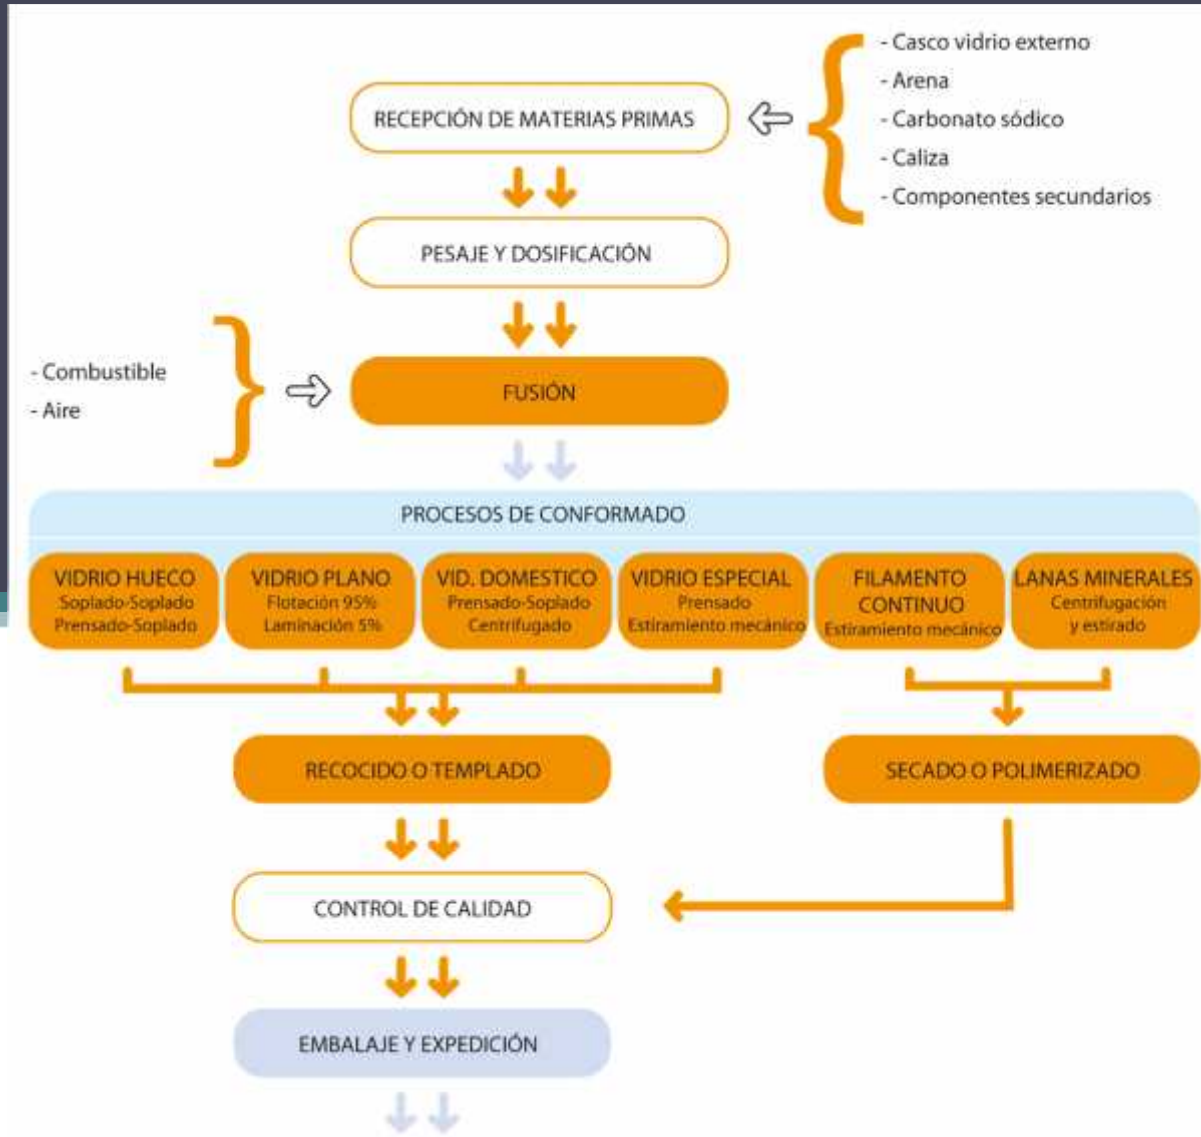 - Casco vidrio externo
- Arena
- Carbonato sódico
- Caliza
- Componentes secundarios
RECEPCIÓN DE MATERIAS PRIMAS
PESAJE Y DOSIFICACIÓN
- Combustible
- Aire
FUSIÓN
PROCESOS DE CONFORMADO
VIDRIO HUECO
Soplado-Soplado
Prensado-Soplado
VIDRIO PLANO
Flotación 95%
Laminación 5%
VID. DOMESTICO
Prensado-Soplado
Centrifugado
VIDRIO ESPECIAL
Prensado
Estiramiento mecánico
FILAMENTO
CONTINUO
Estiramiento mecánico
LANAS MINERALES
Centrifugación
y estirado
RECOCIDO O TEMPLADO
SECADO O POLIMERIZADO
CONTROL DE CALIDAD
EMBALAJE Y EXPEDICIÓN